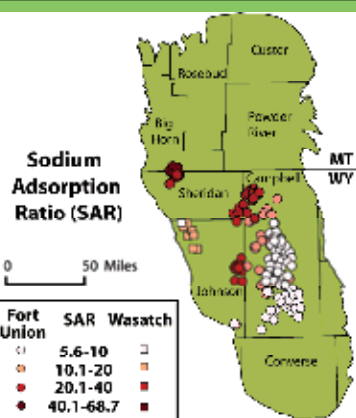 Custer
Rosebud
Big
Horn
Powder
River
MT
WY
Sodium
Adsorption
Ratio (SAR)
Sheridan
Campbell
0 50 Miles
Johnson
Fort
Union SAR Wasatch
5.6-10
10.1-20
20.1-40
40.1-68.7
Converse